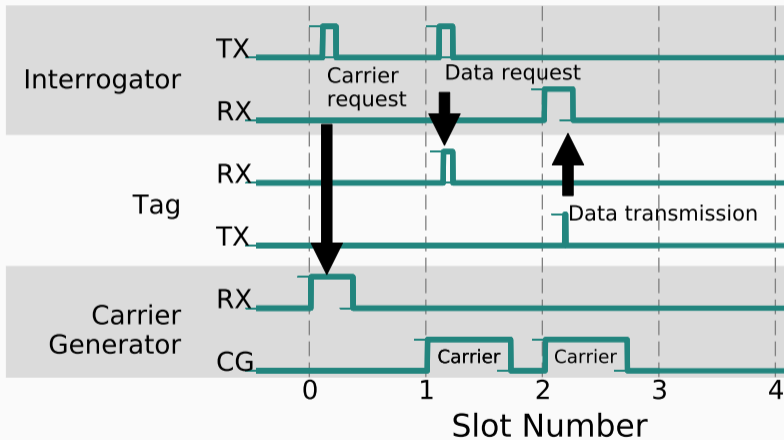 TX
Interrogator
Carrier
request
Data request
RX
RX
Tag
Data transmission
TX
RX
Carrier
Generator
CG
Carrier
Carrier
0 1 2 3 4
Slot Number